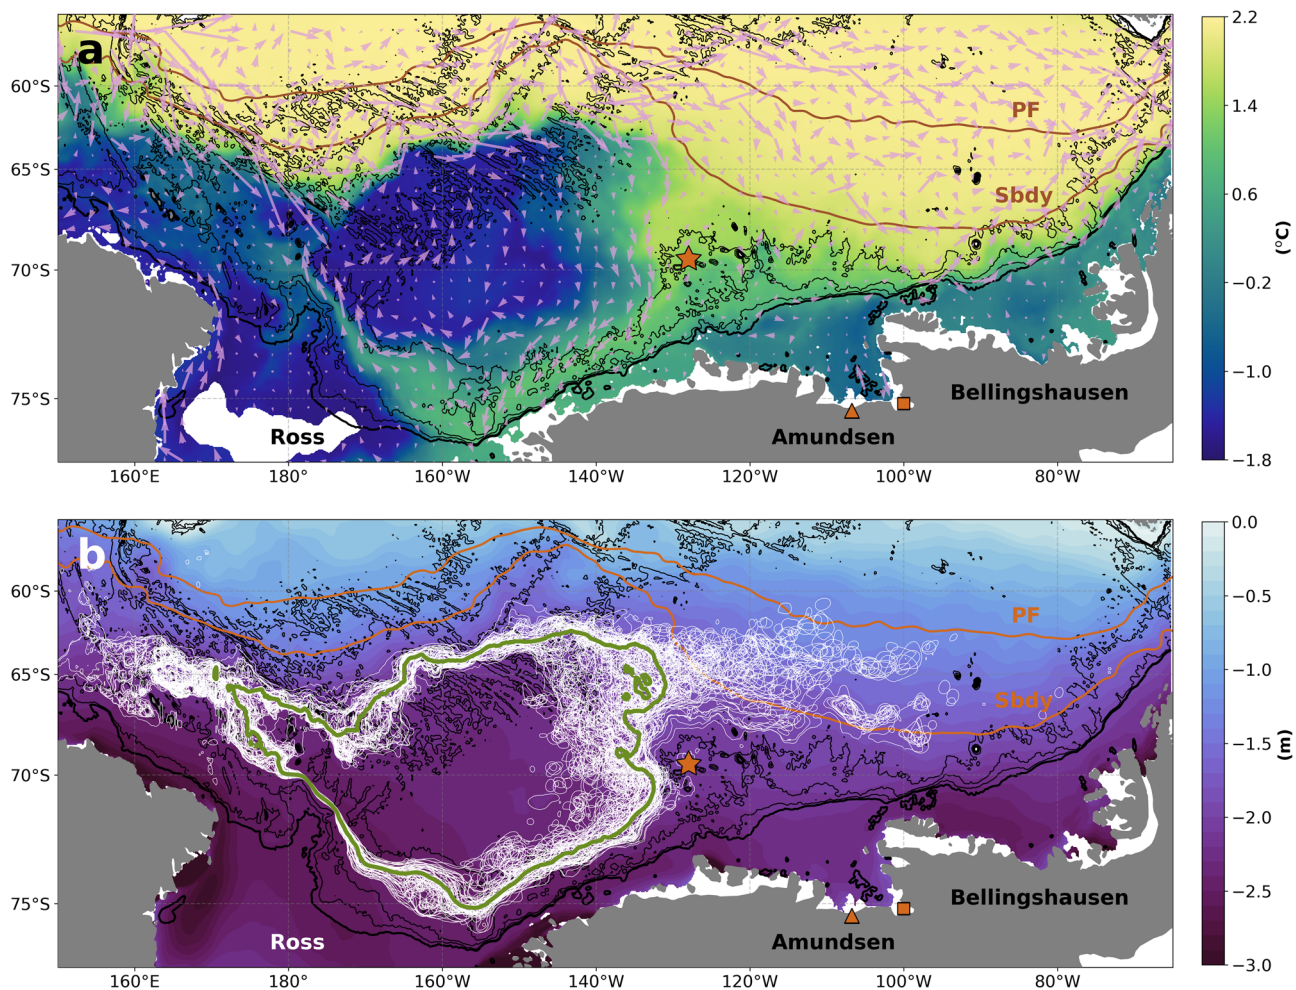 a
60°S
65°S
70°S
75°S
PF
Sbdy
Bellingshausen
Ross
Amundsen
160°E
180°
160°W
140°W
120°W
100°W
80°W
2.2
1.4
0.6
−0.2
−1.0
−1.8
(°C)
b
60°S
65°S
70°S
75°S
PF
Sbdy
Bellingshausen
Ross
Amundsen
160°E
180°
160°W
140°W
120°W
100°W
80°W
0.0
−0.5
−1.0
−1.5
−2.0
−2.5
−3.0
(m)